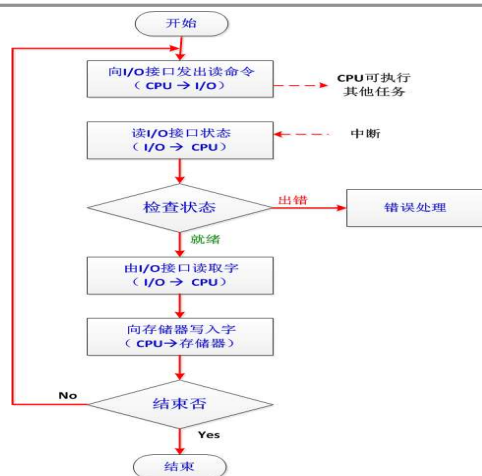 开始
向I/O接口发出读命令
（ CPU → I/O）
CPU可执行
其他任务
读I/O接口状态
（ I/O → CPU）
中断
检查状态
出错
错误处理
就绪
由I/O接口读取字
（ I/O → CPU）
向存储器写入字
（ CPU→存储器）
No
结束否
Yes
结束